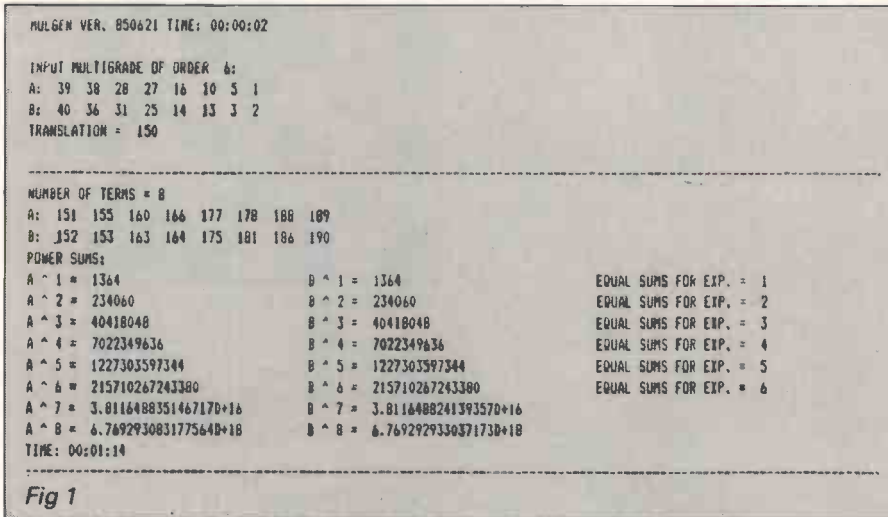 MULGEN VER. 850621 TIME: 00:00:02
INPUT MULTIGRADE OF ORDER 6:
A: 39 38 28 27 16 10 5 1
B: 40 36 31 25 14 13 3 2
TRANSLATION = 150
NUMBER OF TERMS = 8
A: 151 155 160 166 177 178 188 189
B: 152 153 163 164 175 181 186 190
POWER SUMS:
A ^ 1 = 1364 B ^ 1 = 1364 EQUAL SUMS FOR EXP. = 1
A ^ 2 = 234060 B ^ 2 = 234060 EQUAL SUMS FOR EXP. = 2
A ^ 3 = 40418048 B ^ 3 = 40418048 EQUAL SUMS FOR EXP. = 3
A ^ 4 = 7022349636 B ^ 4 = 7022349636 EQUAL SUMS FOR EXP. = 4
A ^ 5 = 1227303597344 B ^ 5 = 1227303597344 EQUAL SUMS FOR EXP. = 5
A ^ 6 = 215710267243380 B ^ 6 = 215710267243380 EQUAL SUMS FOR EXP. = 6
A ^ 7 = 3.811648835146717D+16 B ^ 7 = 3.811648824139357D+16
A ^ 8 = 6.769293083177564D+18 B ^ 8 = 6.769292933037173D+18
TIME: 00:01:14
Fig 1